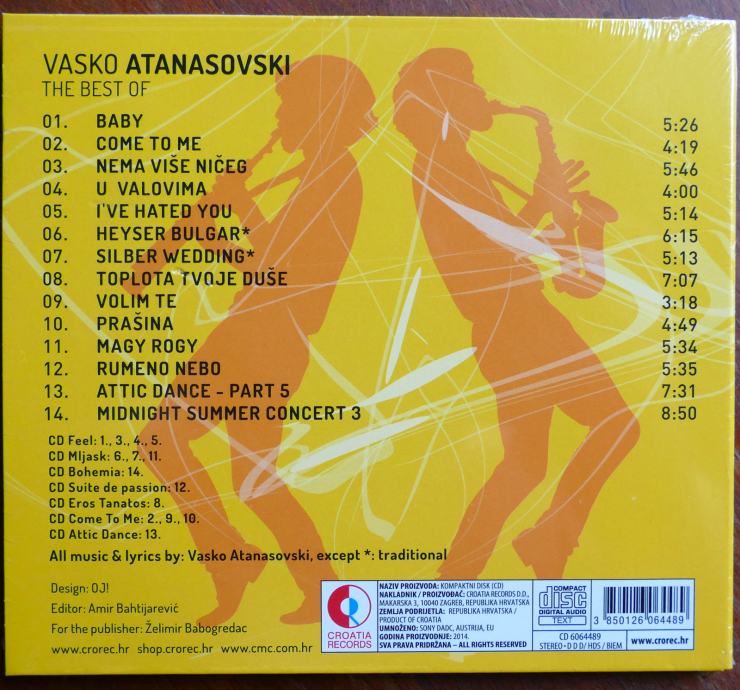 VASKO ATANASOVSKI
THE BEST OF
01. BABY 5:26
02. COME TO ME 4:19
03. NEMA VIŠE NIČEG 5:46
04. U VALOVIMA 4:00
05. I'VE HATED YOU 5:14
06. HEYSER BULGAR* 6:15
07. SILBER WEDDING* 5:13
08. TOPLOTA TVOJE DUŠE 7:07
09. VOLIM TE 3:18
10. PRAŠINA 4:49
11. MAGY ROGY 5:34
12. RUMENO NEBO 5:35
13. ATTIC DANCE - PART 5 7:31
14. MIDNIGHT SUMMER CONCERT 3 8:50
CD Feel: 1., 3., 4., 5.
CD Mljask: 6., 7., 11.
CD Bohemia: 14.
CD Suite de passion: 12.
CD Eros Tanatos: 8.
CD Come To Me: 2., 9., 10.
CD Attic Dance: 13.
All music & lyrics by: Vasko Atanasovski, except *: traditional
Design: OJ!
Editor: Amir Bahtijarević
For the publisher: Želimir Babogredac
www.crorec.hr shop.crorec.hr www.cmc.com.hr
CROATIA
RECORDS
NAZIV PROIZVODA: KOMPAKTNI DISK (CD)
NAKLADNIK / PROIZVOĐAČ: CROATIA RECORDS D.D.,
MAKARSKA 3, 10040 ZAGREB, REPUBLIKA HRVATSKA
ZEMLJA PODRIJETLA: REPUBLIKA HRVATSKA /
PRODUCT OF CROATIA
UMNOŽENO: SONY DADC, AUSTRIJA, EU
GODINA PROIZVODNJE: 2014.
SVA PRAVA PRIDRŽANA – ALL RIGHTS RESERVED
COMPACT
disc
DIGITAL AUDIO
TEXT
CD 6064489
STEREO - D D D / HDS / BIEM
3 850126 064489
www.crorec.hr